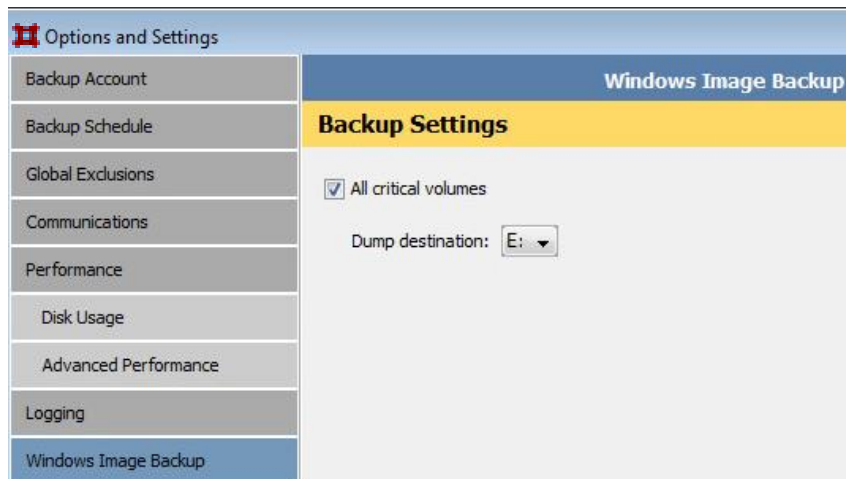 Options and Settings
Backup Account
Backup Schedule
Global Exclusions
Communications
Performance
Disk Usage
Advanced Performance
Logging
Windows Image Backup
Windows Image Backup
Backup Settings
All critical volumes
Dump destination: E: